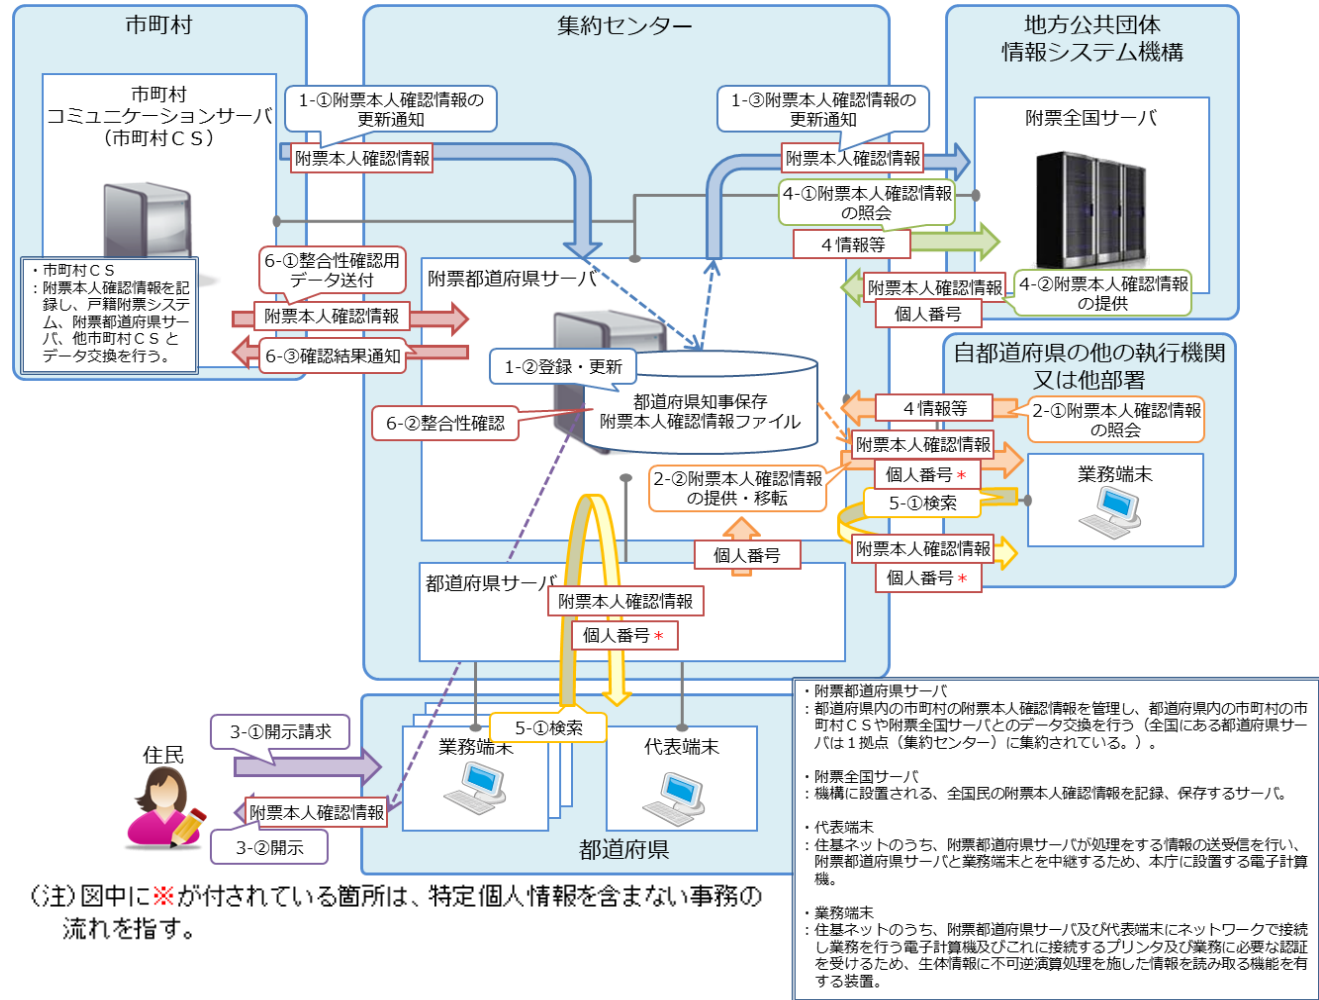 市町村
集約センター
地方公共団体
情報システム機構
市町村
コミュニケーションサーバ
（市町村ＣＳ）
1-①附票本人確認情報の
更新通知
附票本人確認情報
1-③附票本人確認情報の
更新通知
附票本人確認情報
附票全国サーバ
4-①附票本人確認情報
の照会
４情報等
附票本人確認情報
個人番号
4-②附票本人確認情報
の提供
・市町村ＣＳ
：附票本人確認情報を記
録し、戸籍附票システ
ム、附票都道府県サー
バ、他市町村ＣＳと
データ交換を行う。
6-①整合性確認用
データ送付
附票本人確認情報
6-③確認結果通知
附票都道府県サーバ
1-②登録・更新
6-②整合性確認
都道府県知事保存
附票本人確認情報ファイル
自都道府県の他の執行機関
又は他部署
４情報等
2-①附票本人確認情報
の照会
附票本人確認情報
個人番号＊
2-②附票本人確認情報
の提供・移転
5-①検索
業務端末
附票本人確認情報
個人番号＊
個人番号
都道府県サーバ
附票本人確認情報
個人番号＊
5-①検索
業務端末
代表端末
都道府県
3-①開示請求
住民
附票本人確認情報
3-②開示
・附票都道府県サーバ
：都道府県内の市町村の附票本人確認情報を管理し、都道府県内の市町村の市
町村ＣＳや附票全国サーバとのデータ交換を行う（全国にある都道府県サー
バは１拠点（集約センター）に集約されている。）。
・附票全国サーバ
：機構に設置される、全国民の附票本人確認情報を記録、保存するサーバ。
・代表端末
：住基ネットのうち、附票都道府県サーバが処理をする情報の送受信を行い、
附票都道府県サーバと業務端末とを中継するため、本庁に設置する電子計算
機。
・業務端末
：住基ネットのうち、附票都道府県サーバ及び代表端末にネットワークで接続
し業務を行う電子計算機及びこれに接続するプリンタ及び業務に必要な認証
を受けるため、生体情報に不可逆演算処理を施した情報を読み取る機能を有
する装置。
（注）図中に※が付されている箇所は、特定個人情報を含まない事務の
流れを指す。